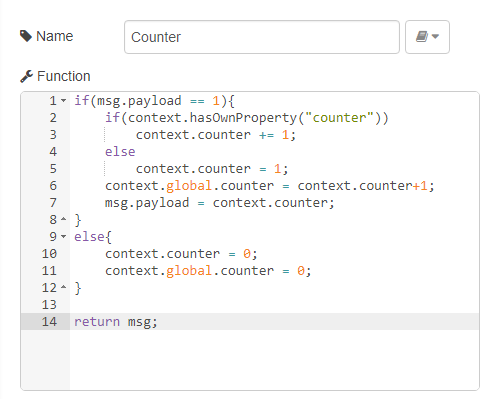 Name
Counter
Function
1 if(msg.payload == 1){
2     if(context.hasOwnProperty("counter"))
3         context.counter += 1;
4     else
5         context.counter = 1;
6     context.global.counter = context.counter+1;
7     msg.payload = context.counter;
8 }
9 else{
10     context.counter = 0;
11     context.global.counter = 0;
12 }
13
14 return msg;